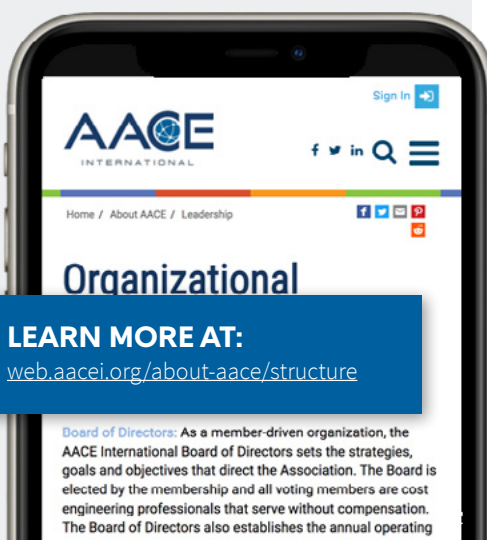 Sign In
AACE
INTERNATIONAL
f in
Home / About AACE / Leadership
Organizational
LEARN MORE AT:
web.aacei.org/about-aace/structure
Board of Directors: As a member-driven organization, the
AACE International Board of Directors sets the strategies,
goals and objectives that direct the Association. The Board is
elected by the membership and all voting members are cost
engineering professionals that serve without compensation.
The Board of Directors also establishes the annual operating